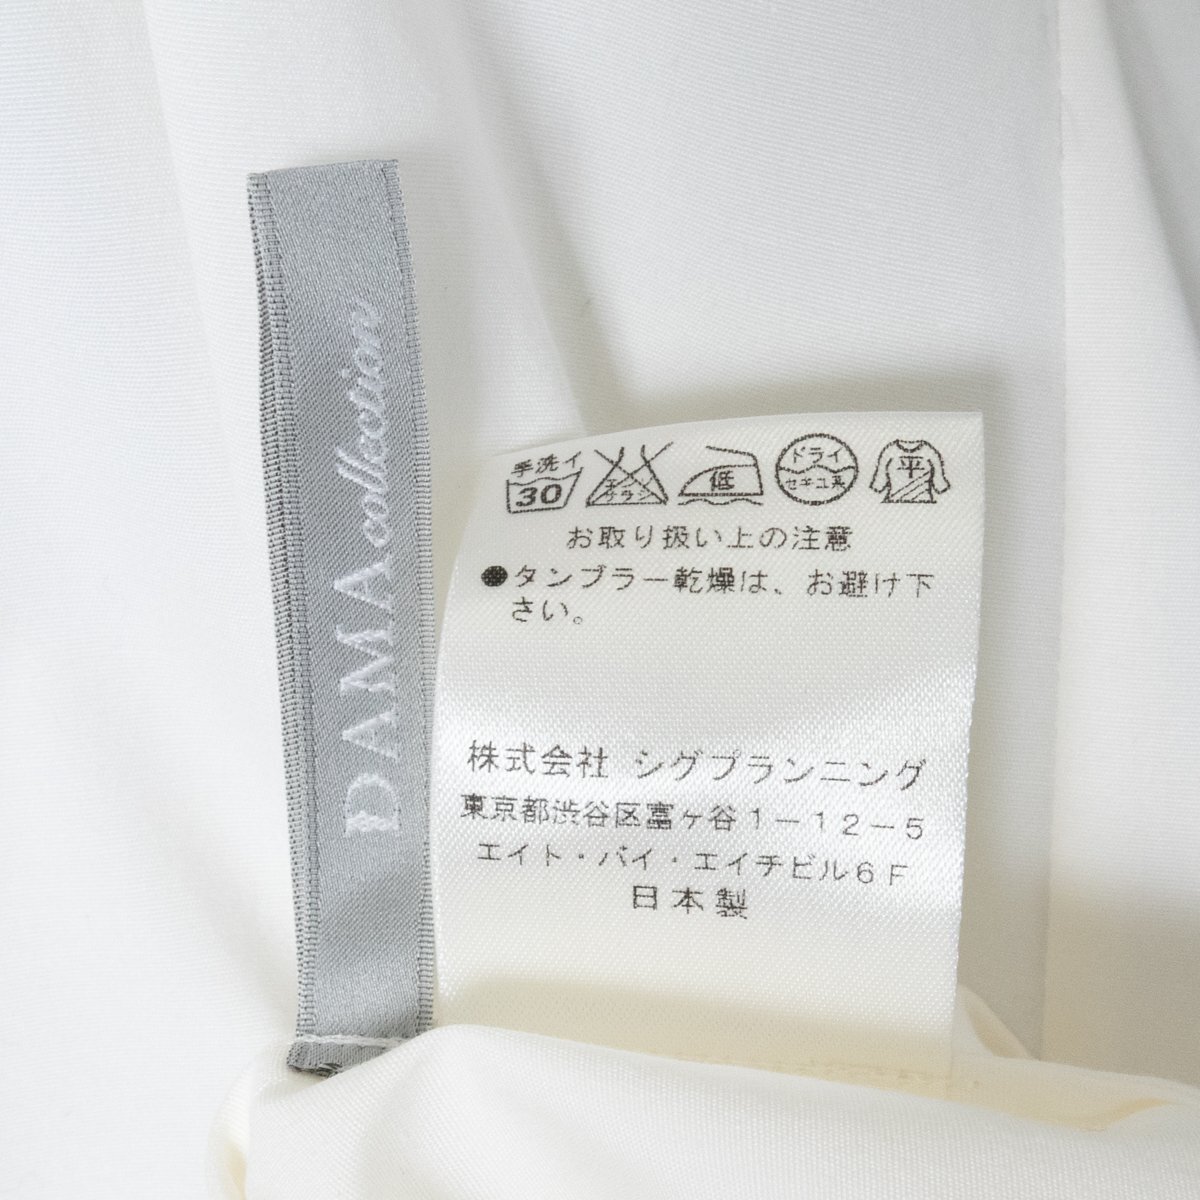 DAMAcollection
手洗イ
30
エンソ
サラシ
低
ドライ
セキユ系
平
お取り扱い上の注意
●タンブラー乾燥は、お避け下
さい。
株式会社 シグプランニング
東京都渋谷区富ヶ谷1－12－5
エイト・バイ・エイチビル6F
日本製